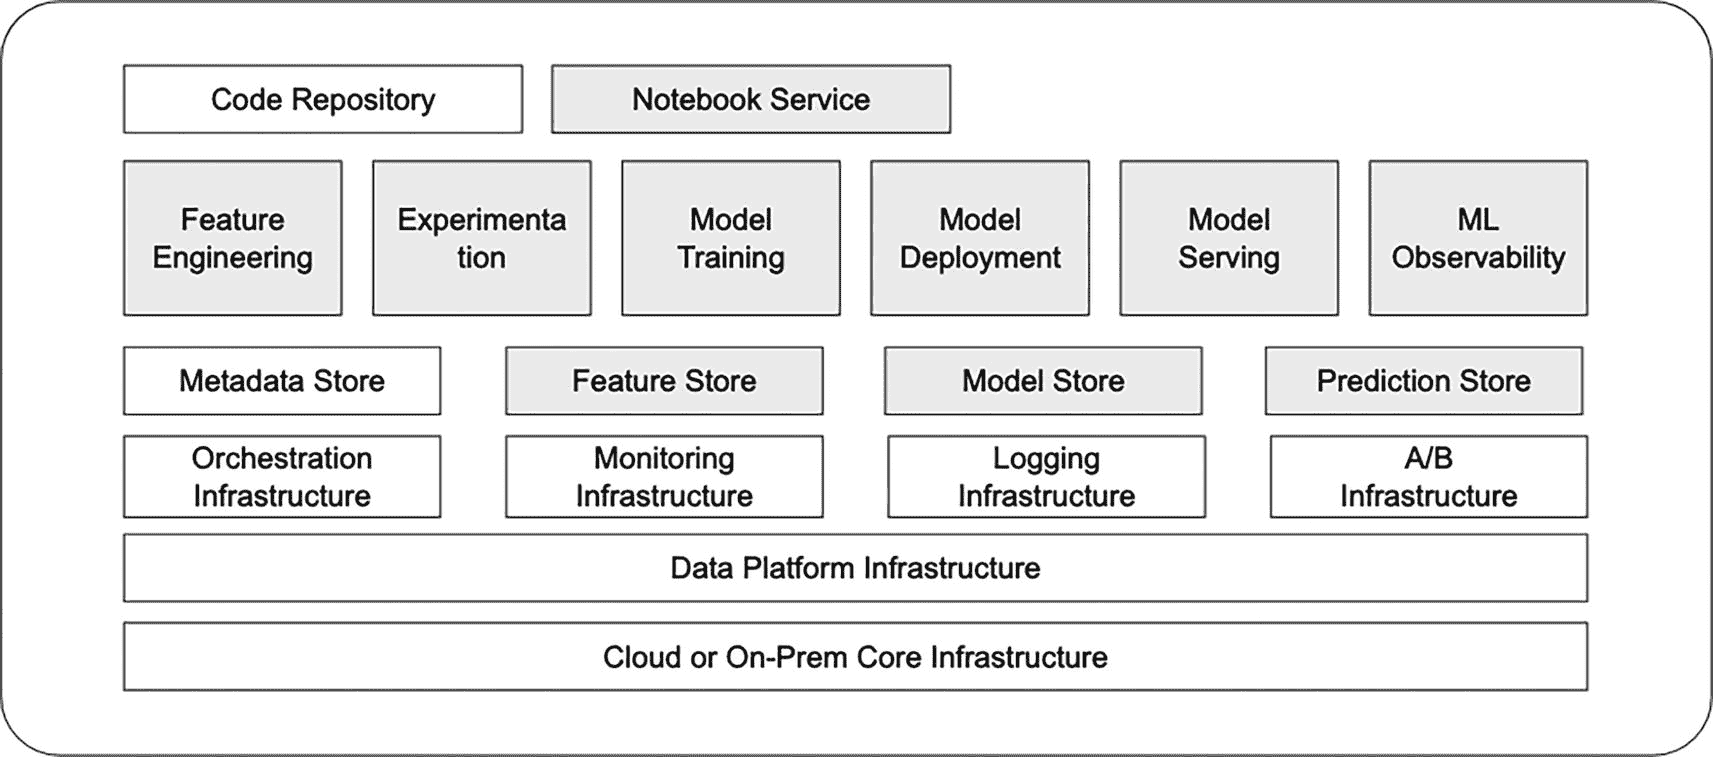 Code Repository
Notebook Service
Feature
Engineering
Experimenta
tion
Model
Training
Model
Deployment
Model
Serving
ML
Observability
Metadata Store
Feature Store
Model Store
Prediction Store
Orchestration
Infrastructure
Monitoring
Infrastructure
Logging
Infrastructure
A/B
Infrastructure
Data Platform Infrastructure
Cloud or On-Prem Core Infrastructure